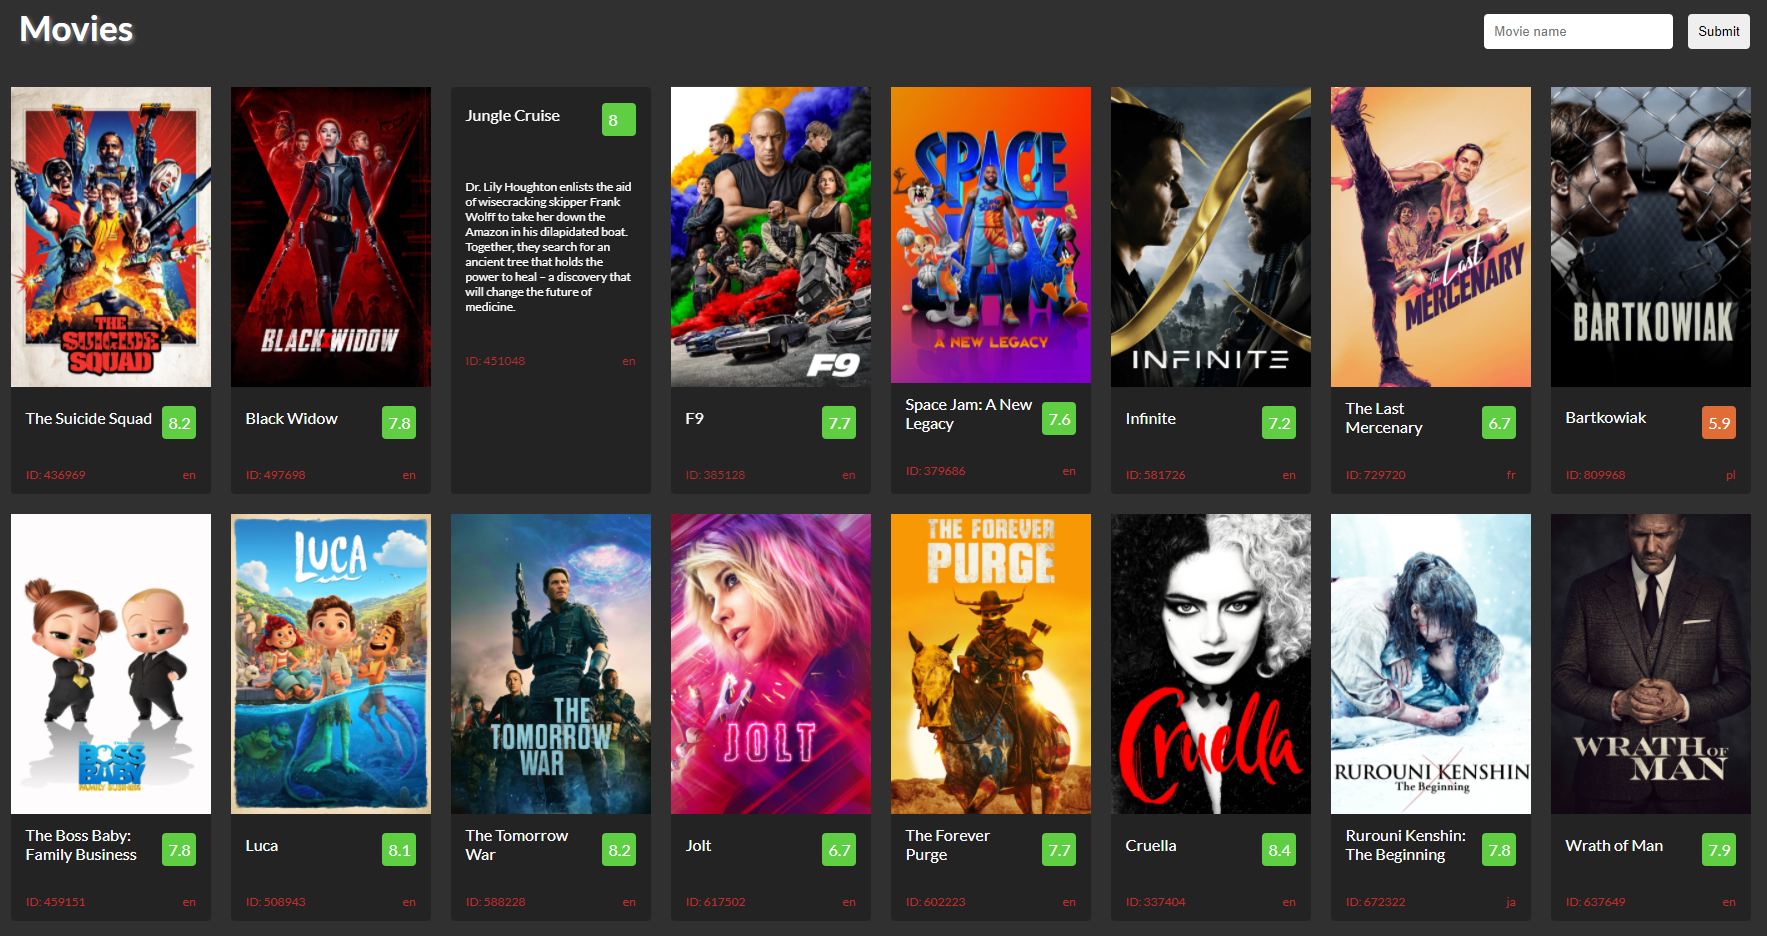 Movies
Movie name
Submit
THE
SUICIDE
SQUAD
The Suicide Squad
8.2
ID: 436969
en
BLACK WIDOW
Black Widow
7.8
ID: 497698
en
Jungle Cruise
8
Dr. Lily Houghton enlists the aid
of wisecracking skipper Frank
Wolff to take her down the
Amazon in his dilapidated boat.
Together, they search for an
ancient tree that holds the
power to heal – a discovery that
will change the future of
medicine.
ID: 451048
en
F9
F9
7.7
ID: 385128
en
SPACE
JAM
A NEW LEGACY
Space Jam: A New
Legacy
7.6
ID: 379686
en
INFINITE
Infinite
7.2
ID: 581726
en
The Last
MERCENARY
The Last
Mercenary
6.7
ID: 729720
fr
BARTKOWIAK
Bartkowiak
5.9
ID: 809968
pl
BOSS
BABY
FAMILY BUSINESS
The Boss Baby:
Family Business
7.8
ID: 459151
en
LUCA
Luca
8.1
ID: 508943
en
THE
TOMORROW
WAR
The Tomorrow
War
8.2
ID: 588228
en
JOLT
Jolt
6.7
ID: 617502
en
THE FOREVER
PURGE
The Forever
Purge
7.7
ID: 602223
en
Cruella
Cruella
8.4
ID: 337404
en
RUROUNI KENSHIN
The Beginning
Rurouni Kenshin:
The Beginning
7.8
ID: 672322
ja
WRATH OF
MAN
Wrath of Man
7.9
ID: 637649
en